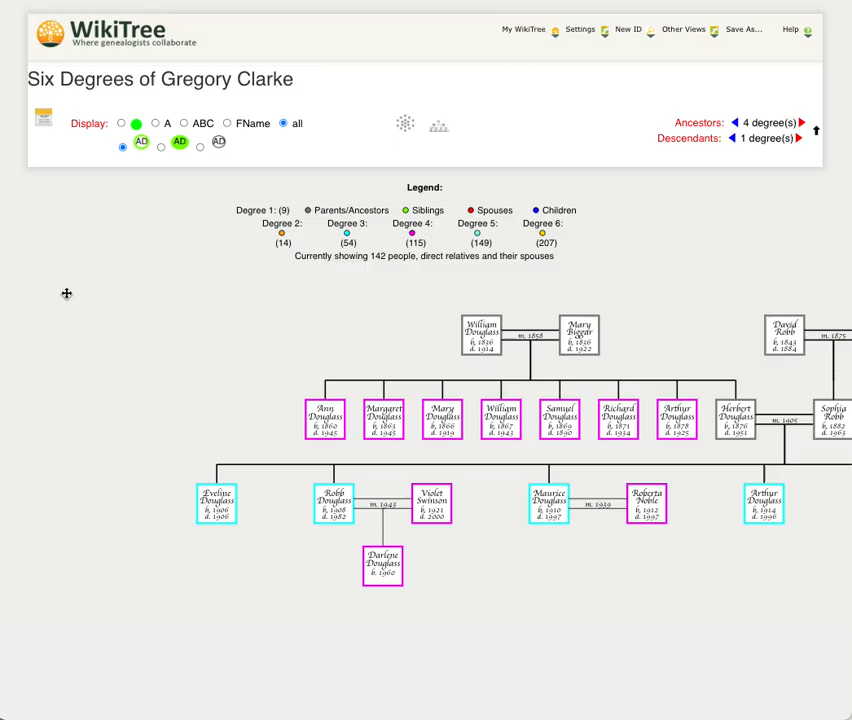 WikiTree
Where genealogists collaborate
My WikiTree Settings New ID Other Views Save As... Help
Six Degrees of Gregory Clarke
Display: A ABC FName all
AD AD AD
Ancestors: 4 degree(s)
Descendants: 1 degree(s)
Legend:
Degree 1: (9) Parents/Ancestors Siblings Spouses Children
Degree 2: Degree 3: Degree 4: Degree 5: Degree 6:
(14) (54) (115) (149) (207)
Currently showing 142 people, direct relatives and their spouses
William
Douglass
b. 1836
d. 1914
m. 1858
Mary
Biggar
b. 1836
d. 1922
David
Robb
b. 1843
d. 1884
m. 1875
Ann
Douglass
b. 1860
d. 1945
Margaret
Douglass
b. 1863
d. 1945
Mary
Douglass
b. 1866
d. 1919
William
Douglass
b. 1867
d. 1943
Samuel
Douglass
b. 1869
d. 1890
Richard
Douglass
b. 1871
d. 1934
Arthur
Douglass
b. 1878
d. 1925
Herbert
Douglass
b. 1876
d. 1951
m. 1905
Sophia
Robb
b. 1882
d. 1963
Eveline
Douglass
b. 1906
d. 1906
Robb
Douglass
b. 1908
d. 1982
m. 1943
Violet
Swinson
b. 1921
d. 2000
Maurice
Douglass
b. 1910
d. 1997
m. 1939
Roberta
Noble
b. 1912
d. 1997
Arthur
Douglass
b. 1914
d. 1996
Darlene
Douglass
b. 1960